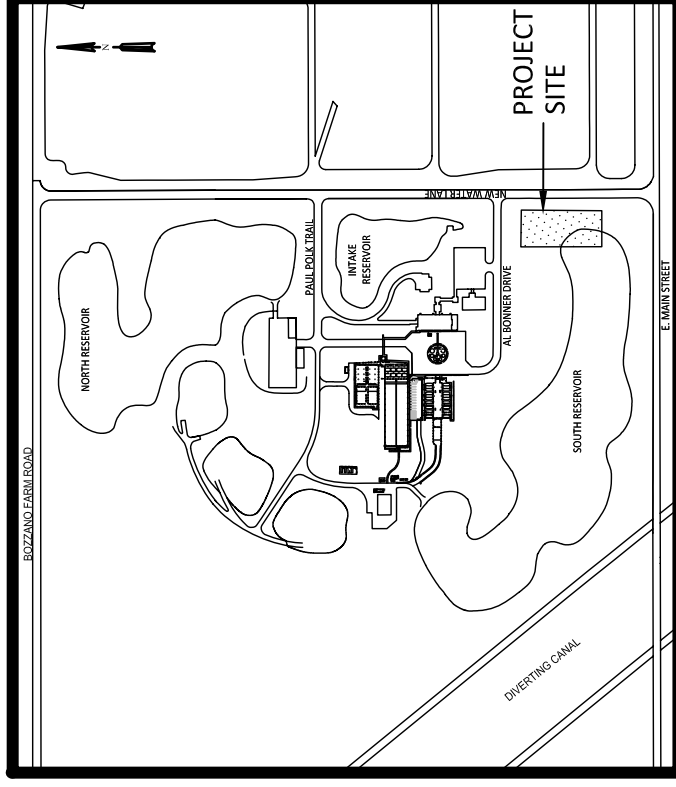 N
PROJECT
SITE
NEW WATER LANE
PAUL POLK TRAIL
INTAKE
RESERVOIR
NORTH RESERVOIR
AL BONNER DRIVE
BOZZANO FARM ROAD
SOUTH RESERVOIR
E. MAIN STREET
DIVERTING CANAL